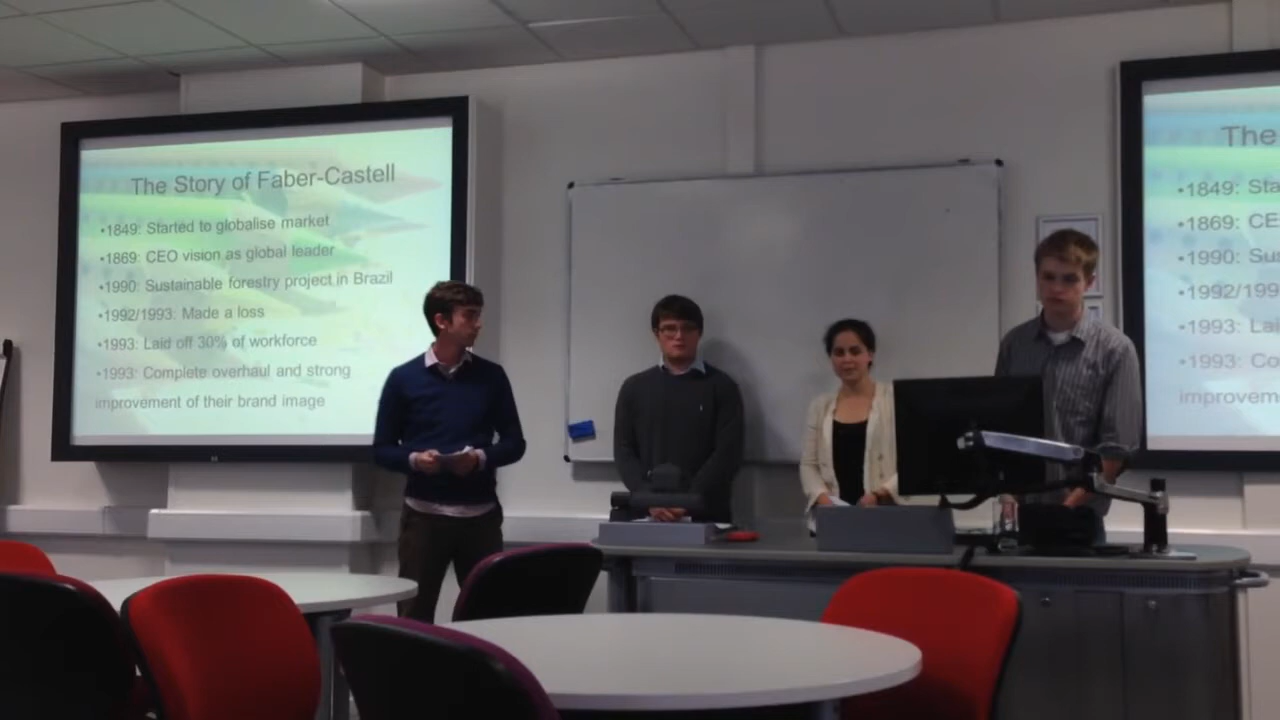 The Story of Faber-Castell
•1849: Started to globalise market
•1869: CEO vision as global leader
•1990: Sustainable forestry project in Brazil
•1992/1993: Made a loss
•1993: Laid off 30% of workforce
•1993: Complete overhaul and strong
improvement of their brand image
The
•1849: Sta
•1869: CE
•1990: Sus
•1992/199
•1993: Lai
•1993: Co
improvem